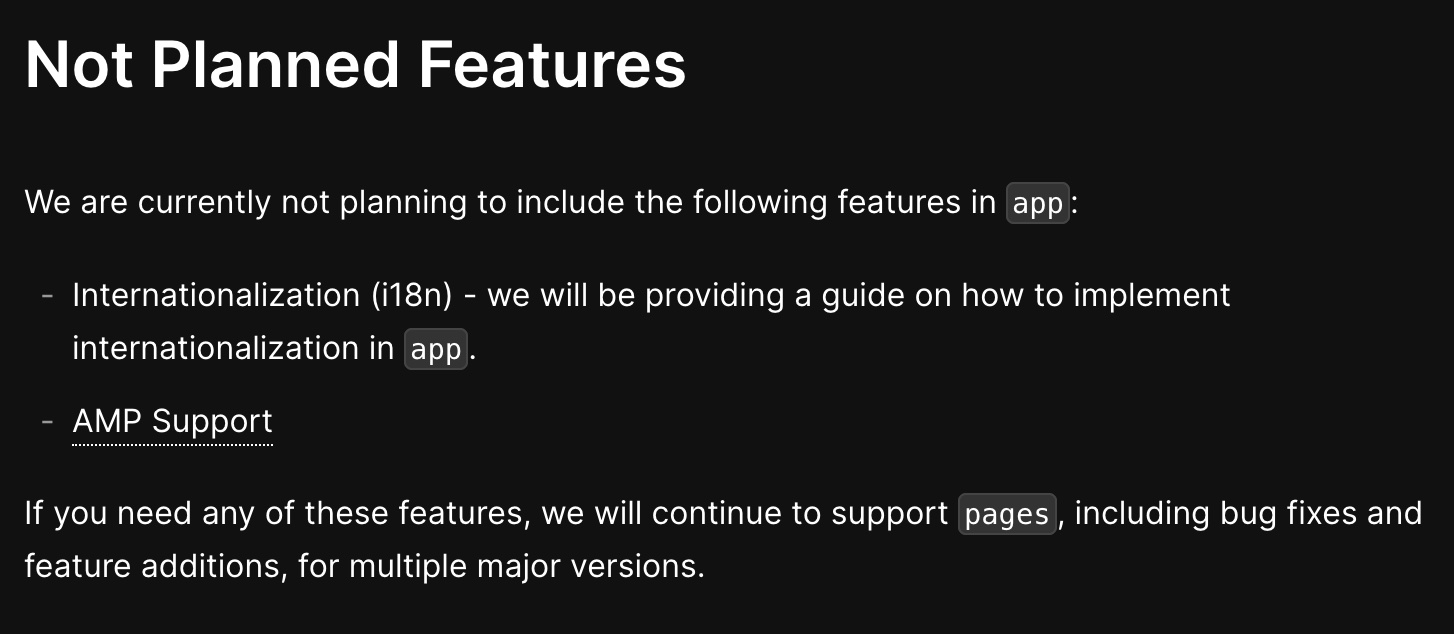 Not Planned Features
We are currently not planning to include the following features in app:
- Internationalization (i18n) - we will be providing a guide on how to implement
internationalization in app.
- AMP Support
If you need any of these features, we will continue to support pages, including bug fixes and
feature additions, for multiple major versions.